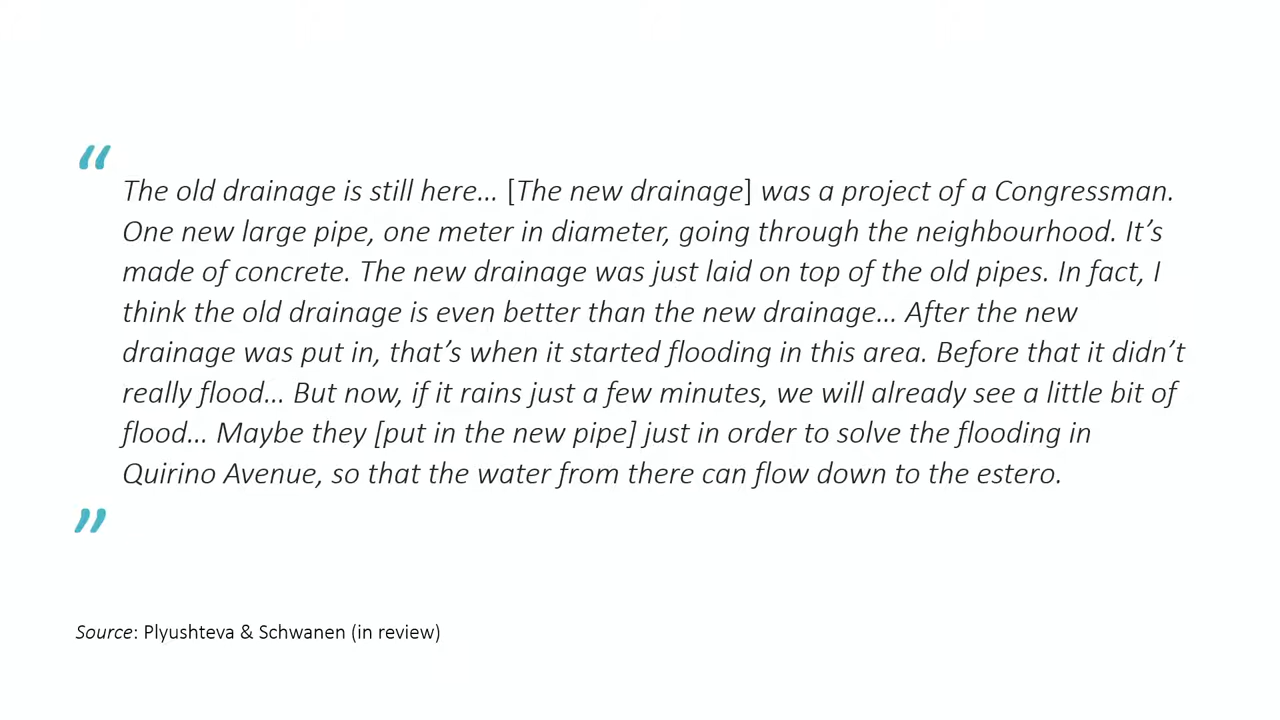 “
The old drainage is still here… [The new drainage] was a project of a Congressman.
One new large pipe, one meter in diameter, going through the neighbourhood. It’s
made of concrete. The new drainage was just laid on top of the old pipes. In fact, I
think the old drainage is even better than the new drainage… After the new
drainage was put in, that’s when it started flooding in this area. Before that it didn’t
really flood… But now, if it rains just a few minutes, we will already see a little bit of
flood… Maybe they [put in the new pipe] just in order to solve the flooding in
Quirino Avenue, so that the water from there can flow down to the estero.
”
Source: Plyushteva & Schwanen (in review)